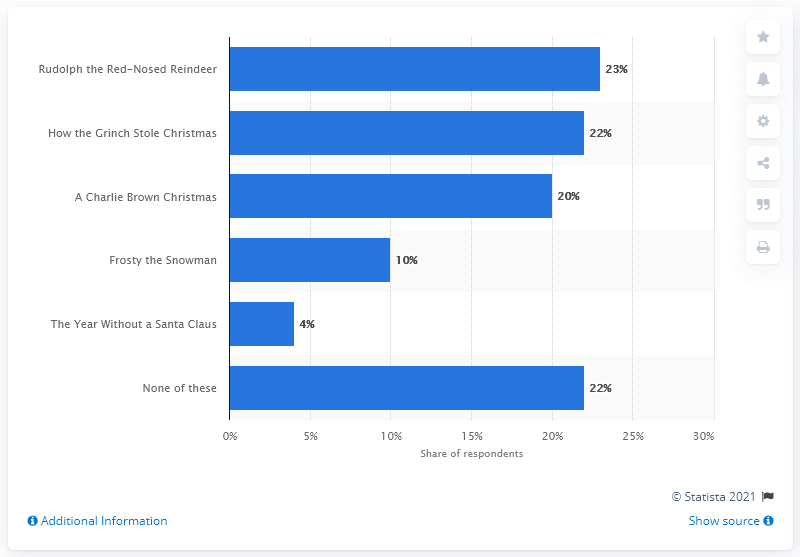 Rudolph the Red-Nosed Reindeer 23%
How the Grinch Stole Christmas 22%
A Charlie Brown Christmas 20%
Frosty the Snowman 10%
The Year Without a Santa Claus 4%
None of these 22%
0% 5% 10% 15% 20% 25% 30%
Share of respondents
© Statista 2021
Additional Information Show source